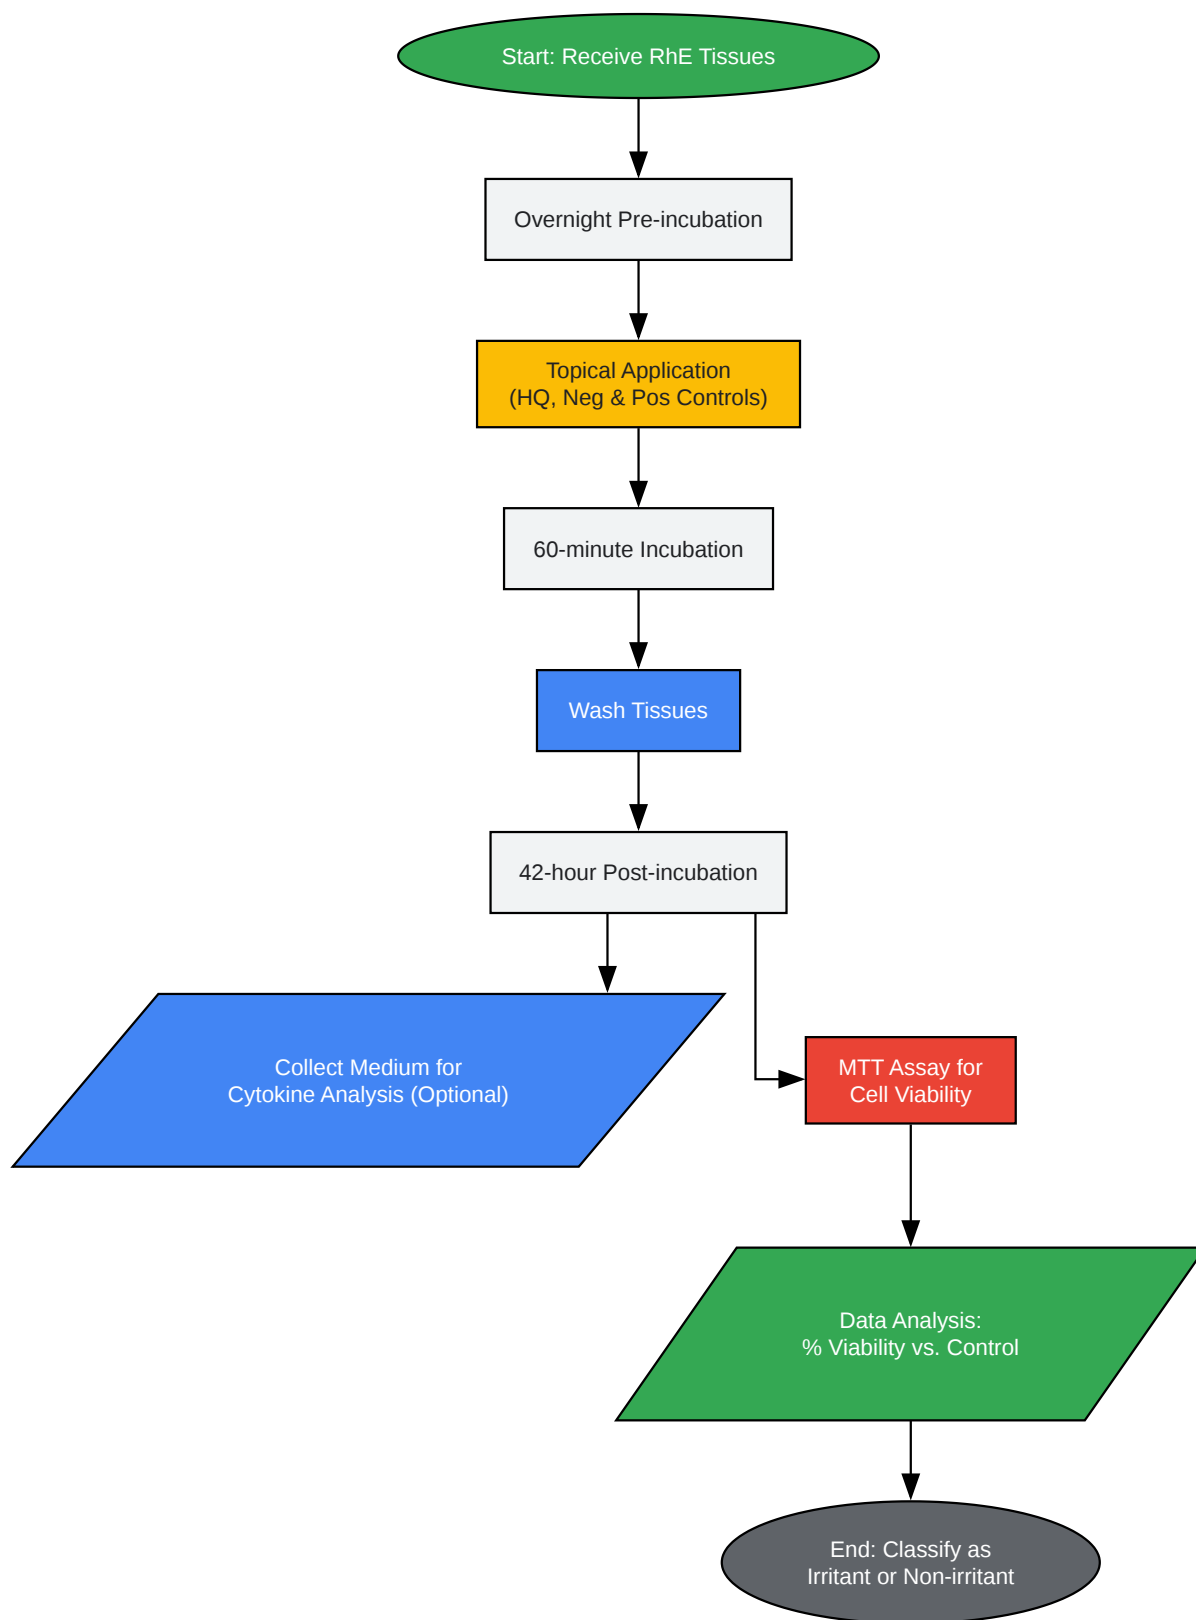 Start: Receive RhE Tissues
Overnight Pre-incubation
Topical Application
(HQ, Neg & Pos Controls)
60-minute Incubation
Wash Tissues
42-hour Post-incubation
Collect Medium for
Cytokine Analysis (Optional)
MTT Assay for
Cell Viability
Data Analysis:
% Viability vs. Control
End: Classify as
Irritant or Non-irritant